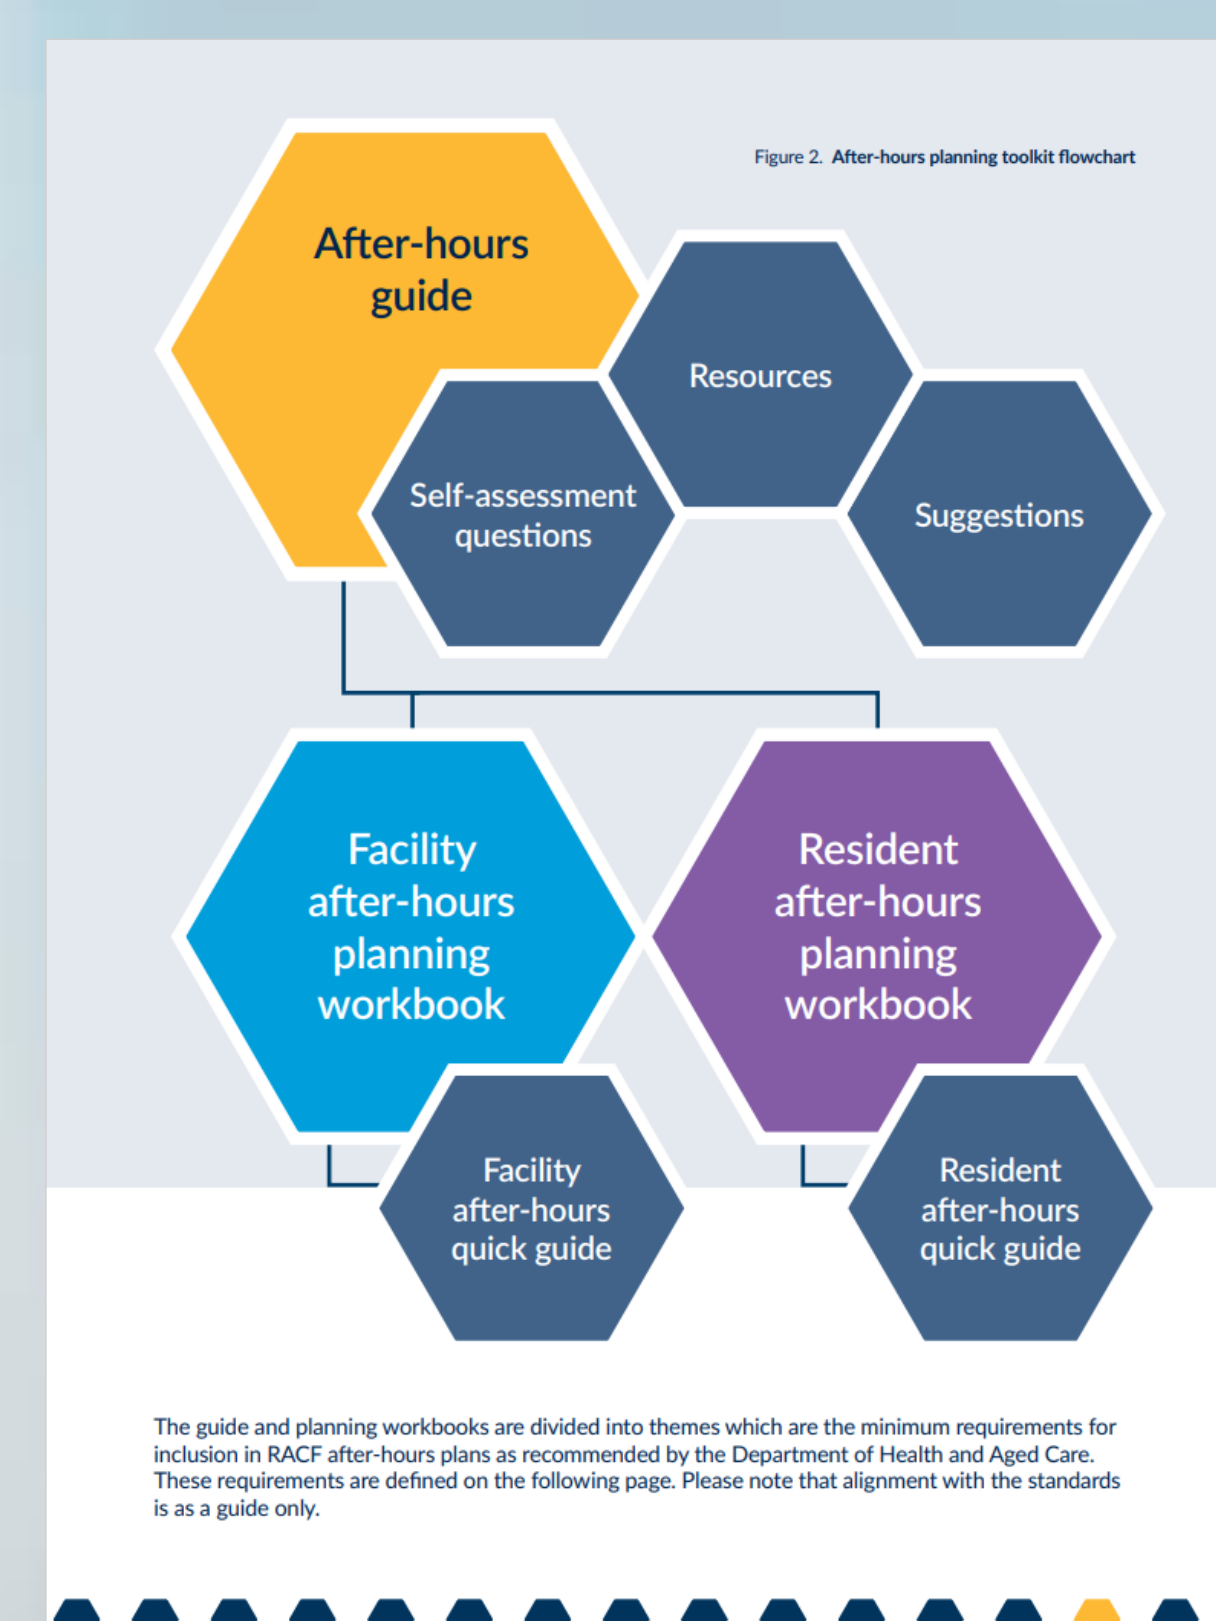 Figure 2. After-hours planning toolkit flowchart
After-hours
guide
Resources
Self-assessment
questions
Suggestions
Facility
after-hours
planning
workbook
Resident
after-hours
planning
workbook
Facility
after-hours
quick guide
Resident
after-hours
quick guide
The guide and planning workbooks are divided into themes which are the minimum requirements for
inclusion in RACF after-hours plans as recommended by the Department of Health and Aged Care.
These requirements are defined on the following page. Please note that alignment with the standards
is as a guide only.